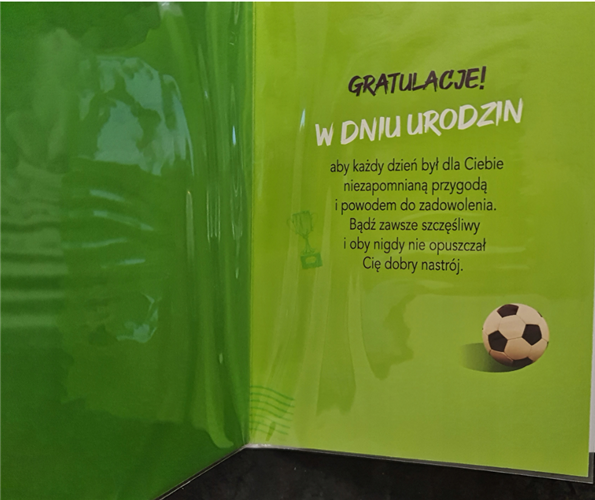 GRATULACJE!
W DNIU URODZIN
aby każdy dzień był dla Ciebie
niezapomnianą przygodą
i powodem do zadowolenia.
Bądź zawsze szczęśliwy
i oby nigdy nie opuszczał
Cię dobry nastrój.